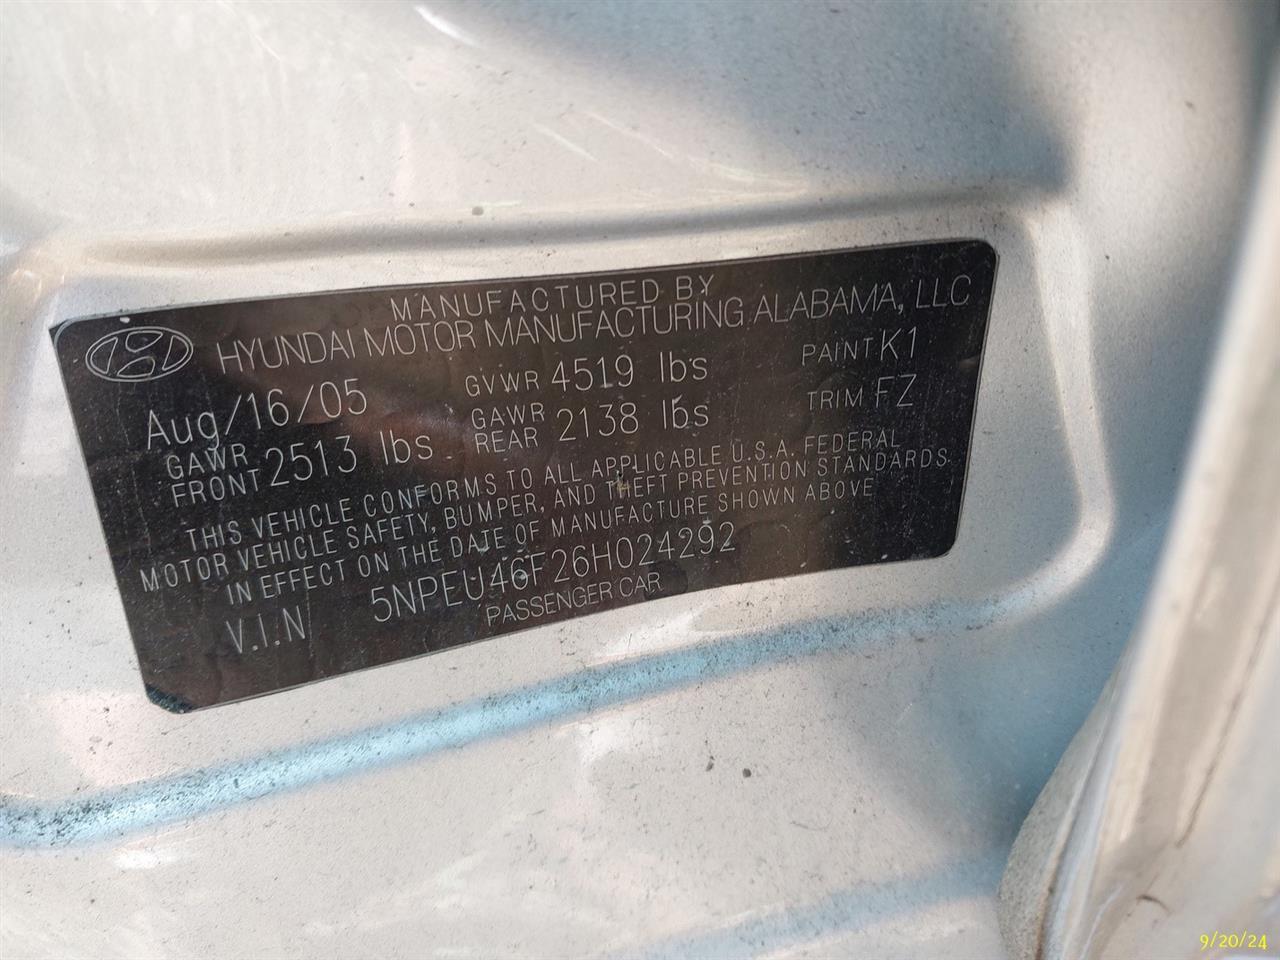 MANUFACTURED BY
HYUNDAI MOTOR MANUFACTURING ALABAMA, LLC
Aug/16/05 GVWR 4519 lbs PAINT K1
GAWR FRONT 2513 lbs GAWR REAR 2138 lbs TRIM FZ
THIS VEHICLE CONFORMS TO ALL APPLICABLE U.S.A. FEDERAL
MOTOR VEHICLE SAFETY, BUMPER, AND THEFT PREVENTION STANDARDS
IN EFFECT ON THE DATE OF MANUFACTURE SHOWN ABOVE
V.I.N 5NPEU46F26H024292
PASSENGER CAR
9/20/24